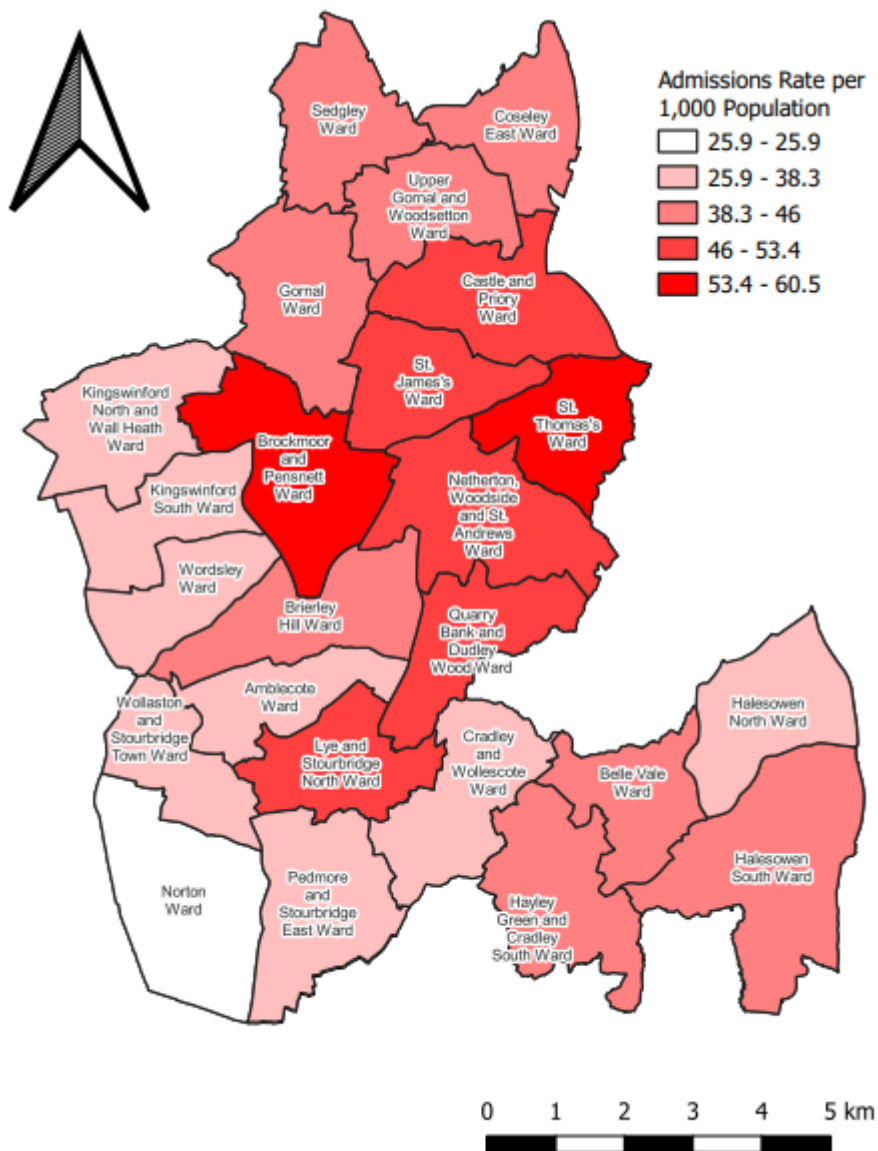 Admissions Rate per
1,000 Population
25.9 - 25.9
25.9 - 38.3
38.3 - 46
46 - 53.4
53.4 - 60.5
Sedgley
Ward
Coseley
East Ward
Upper
Gornal and
Woodsetton
Ward
Gornal
Ward
Castle and
Priory
Ward
St.
James's
Ward
St.
Thomas's
Ward
Kingswinford
North and
Wall Heath
Ward
Brockmoor
and
Pensnett
Ward
Kingswinford
South Ward
Netherton,
Woodside
and St.
Andrews
Ward
Wordsley
Ward
Brierley
Hill Ward
Quarry
Bank and
Dudley
Wood Ward
Amblecote
Ward
Wollaston
and
Stourbridge
Town Ward
Lye and
Stourbridge
North Ward
Cradley
and
Wollescote
Ward
Halesowen
North Ward
Belle Vale
Ward
Halesowen
South Ward
Norton
Ward
Pedmore
and
Stourbridge
East Ward
Hayley
Green and
Cradley
South Ward
0 1 2 3 4 5 km